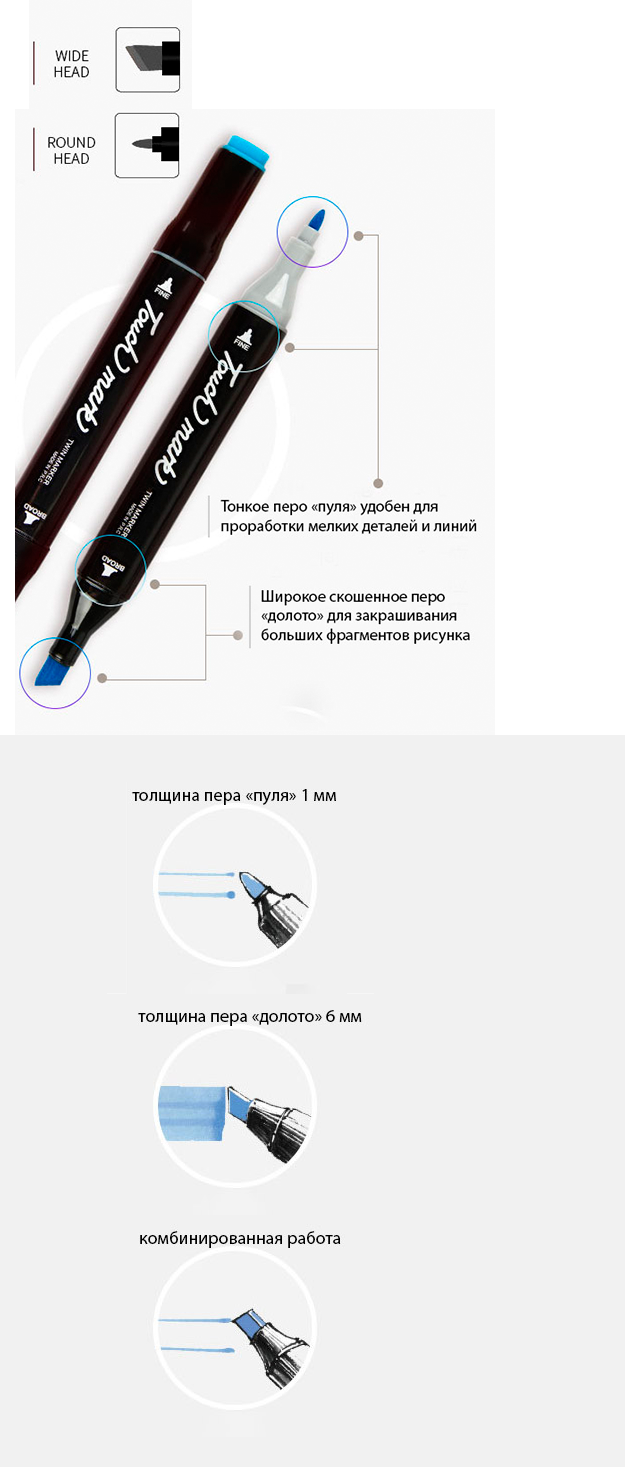 WIDE
HEAD
ROUND
HEAD
FINE
Touch mark
TWIN MARKER
MADE IN P.R.C
BROAD
FINE
Touch mark
TWIN MARKER
MADE IN P.R.C
BROAD
Тонкое перо «пуля» удобен для
проработки мелких деталей и линий
Широкое скошенное перо
«долото» для закрашивания
больших фрагментов рисунка
толщина пера «пуля» 1 мм
толщина пера «долото» 6 мм
комбинированная работа